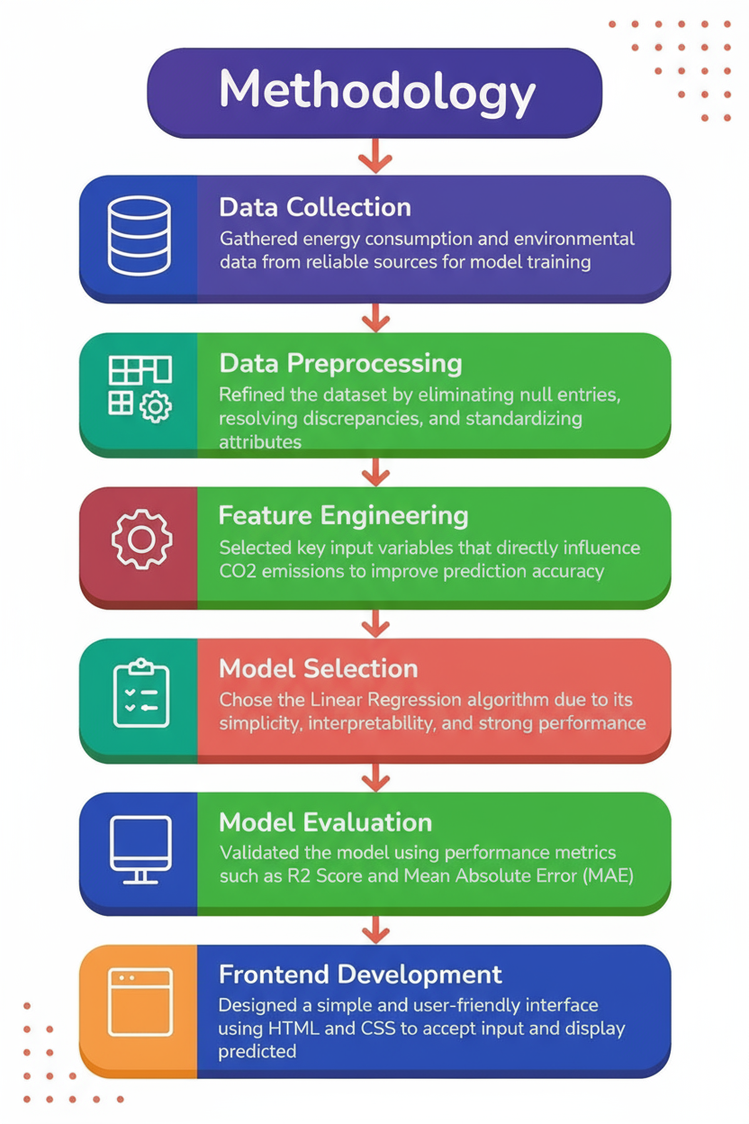 Methodology
Data Collection
Gathered energy consumption and environmental
data from reliable sources for model training
Data Preprocessing
Refined the dataset by eliminating null entries,
resolving discrepancies, and standardizing
attributes
Feature Engineering
Selected key input variables that directly influence
CO2 emissions to improve prediction accuracy
Model Selection
Chose the Linear Regression algorithm due to its
simplicity, interpretability, and strong performance
Model Evaluation
Validated the model using performance metrics
such as R2 Score and Mean Absolute Error (MAE)
Frontend Development
Designed a simple and user-friendly interface
using HTML and CSS to accept input and display
predicted